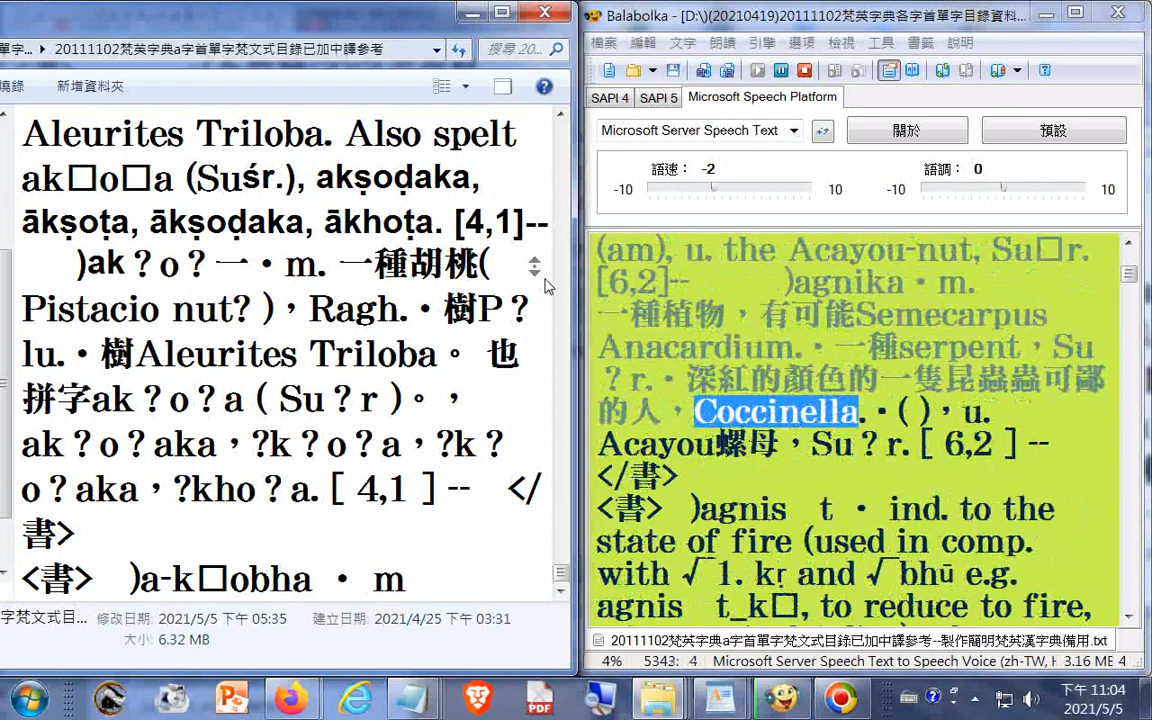 單字... ▸ 20111102梵英字典a字首單字梵文式目錄已加中譯參考
搜尋 20...
燒錄 新增資料夾
Aleurites Triloba. Also spelt
ak□o□a (Suśr.), akṣoḍaka,
ākṣoṭa, ākṣoḍaka, ākhoṭa. [4,1]--
)ak？o？一・m. 一種胡桃(
Pistacio nut? )，Ragh.・樹P？
lu.・樹Aleurites Triloba。 也
拼字ak？o？a ( Su？r )。，
ak？o？aka，?k？o？a，?k？
o？aka，?kho？a. [ 4,1 ] -- </
書>
<書> )a-k□obha ・ m
字梵文式目... 修改日期: 2021/5/5 下午 05:35 建立日期: 2021/4/25 下午 03:31
大小: 6.32 MB
Balabolka - [D:\)(20210419)20111102梵英字典各字首單字目錄資料...
檔案 編輯 文字 朗讀 引擎 選項 檢視 工具 書籤 說明
SAPI 4 SAPI 5 Microsoft Speech Platform
Microsoft Server Speech Text 關於 預設
語速: -2 語調: 0
-10 10 -10 10
(am), u. the Acayou-nut, Su□r.
[6,2]-- )agnika・m.
一種植物，有可能Semecarpus
Anacardium.・一種serpent，Su
？r.・深紅的顏色的一隻昆蟲蟲可鄙
的人，Coccinella.・( )，u.
Acayou螺母，Su？r. [ 6,2 ] --
</書>
<書> )agnis t ・ ind. to the
state of fire (used in comp.
with √1. kṛ and √bhū e.g.
agnis t_k□, to reduce to fire,
20111102梵英字典a字首單字梵文式目錄已加中譯參考--製作簡明梵英漢字典備用.txt
4% 5343: 4 Microsoft Server Speech Text to Speech Voice (zh-TW, H 3.16 MB 4
下午 11:04
2021/5/5